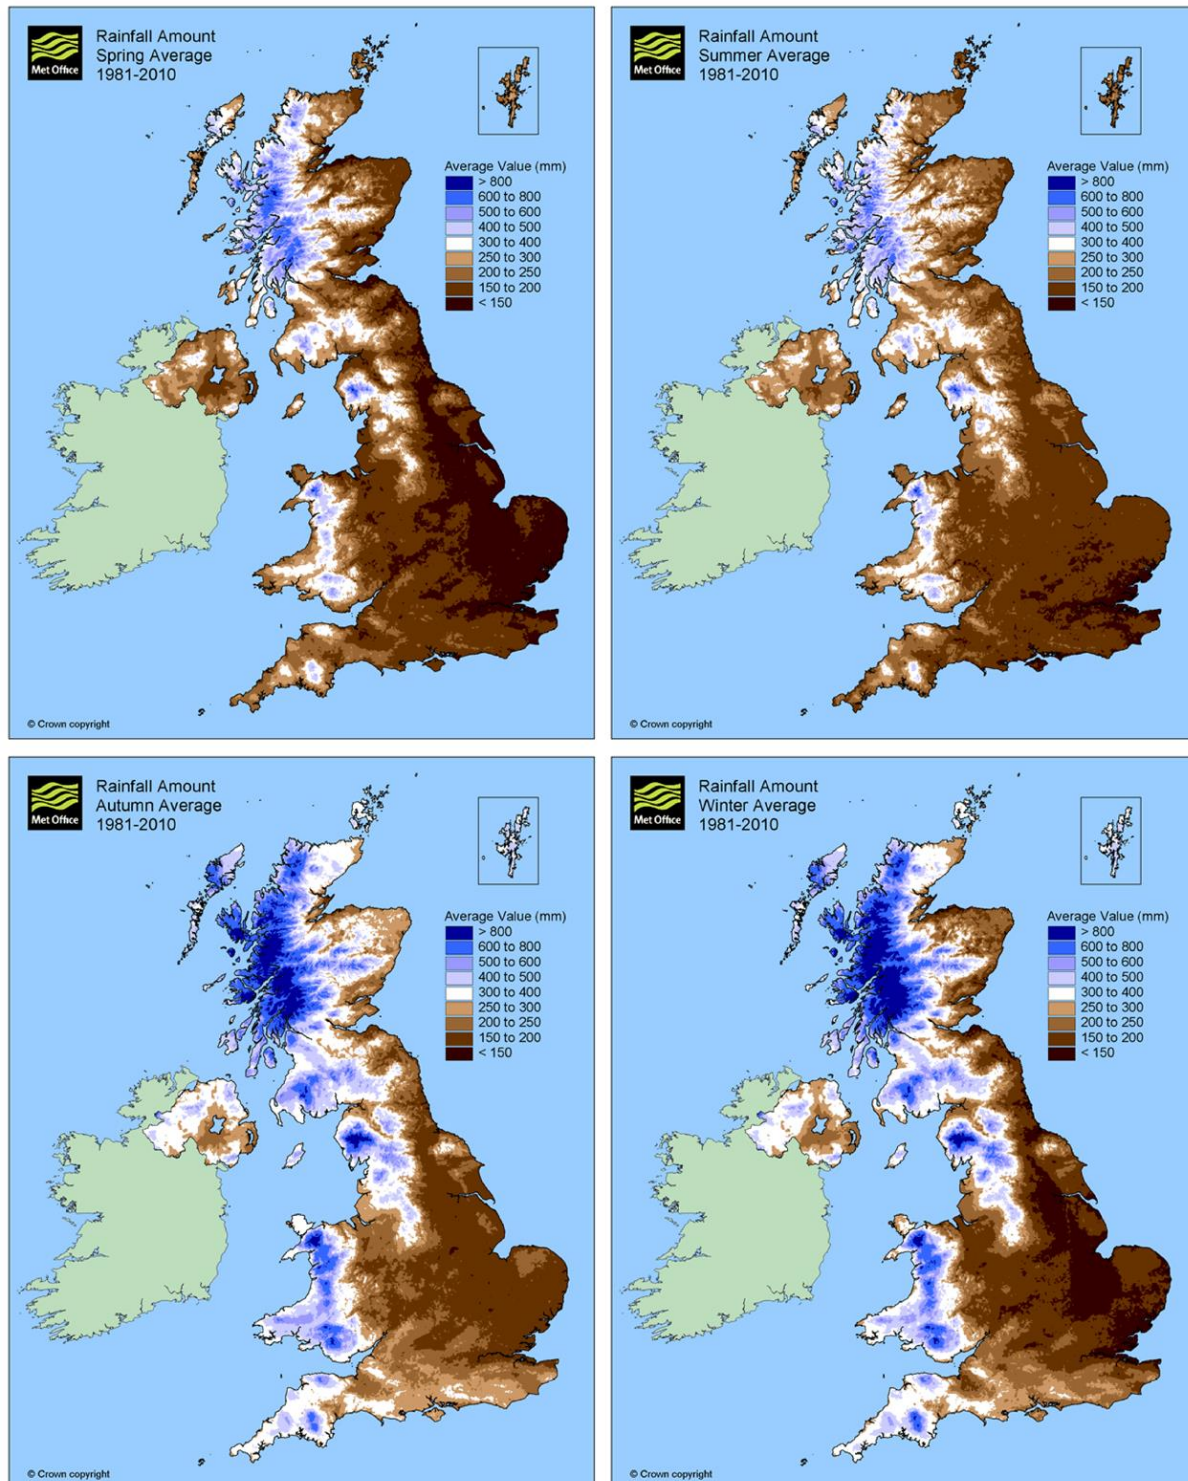 Met Office
Rainfall Amount
Spring Average
1981-2010
Average Value (mm)
> 800
600 to 800
500 to 600
400 to 500
300 to 400
250 to 300
200 to 250
150 to 200
< 150
© Crown copyright
Met Office
Rainfall Amount
Summer Average
1981-2010
Average Value (mm)
> 800
600 to 800
500 to 600
400 to 500
300 to 400
250 to 300
200 to 250
150 to 200
< 150
© Crown copyright
Met Office
Rainfall Amount
Autumn Average
1981-2010
Average Value (mm)
> 800
600 to 800
500 to 600
400 to 500
300 to 400
250 to 300
200 to 250
150 to 200
< 150
© Crown copyright
Met Office
Rainfall Amount
Winter Average
1981-2010
Average Value (mm)
> 800
600 to 800
500 to 600
400 to 500
300 to 400
250 to 300
200 to 250
150 to 200
< 150
© Crown copyright